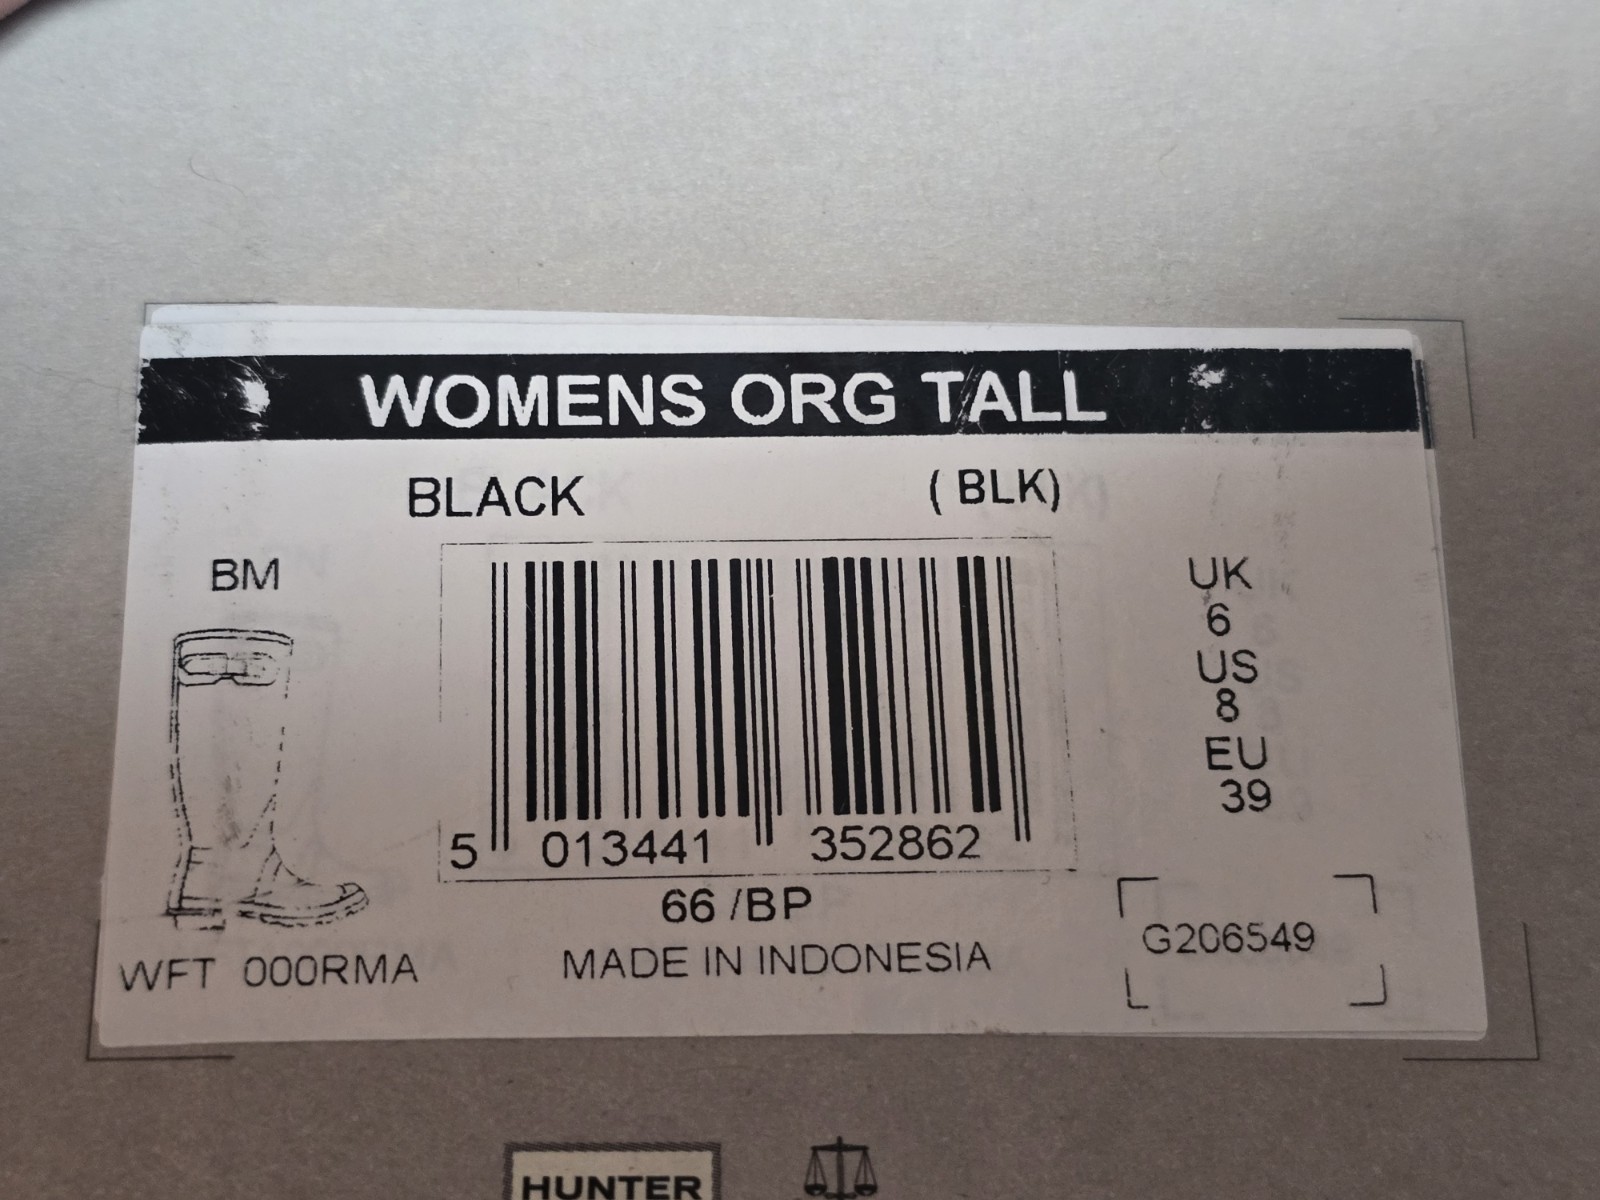 WOMENS ORG TALL
BLACK ( BLK)
BM
UK
6
US
8
EU
39
5 013441 352862
66 /BP
G206549
WFT 000RMA
MADE IN INDONESIA
HUNTER